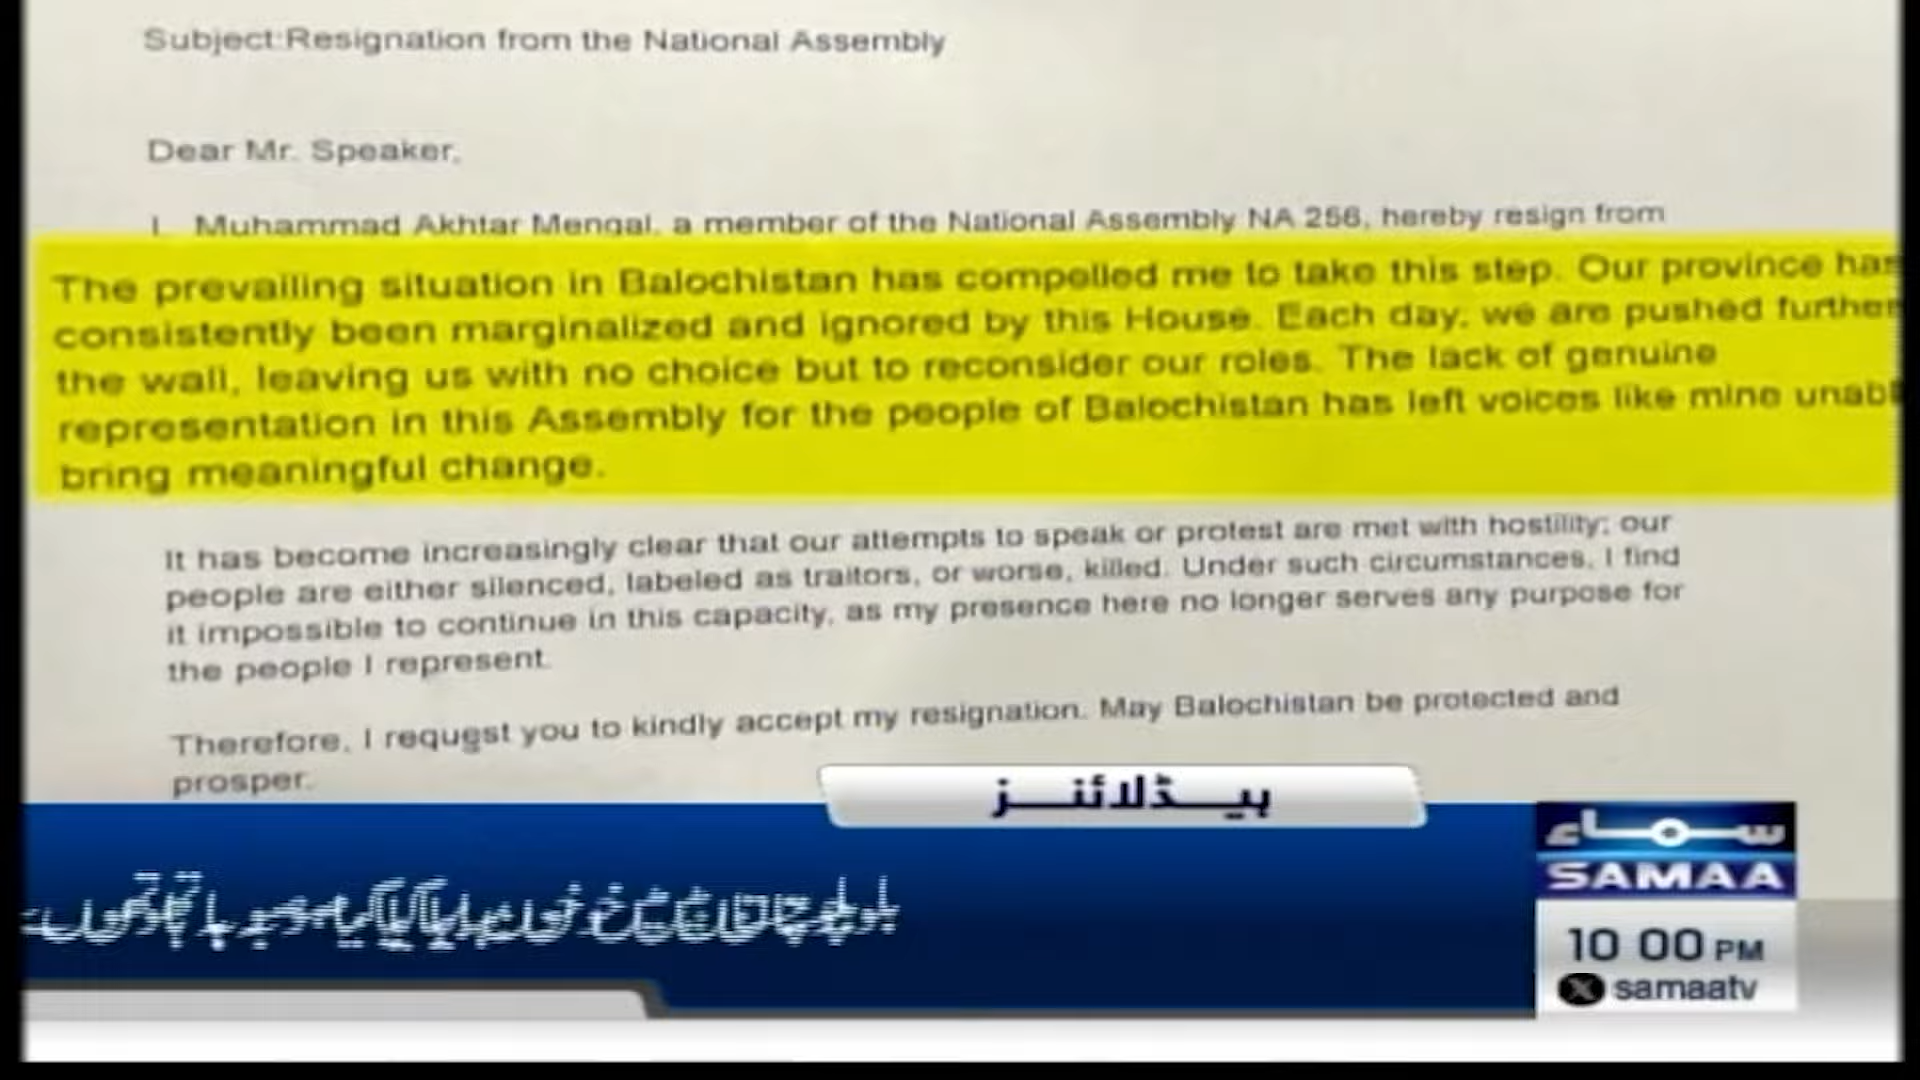 Subject:Resignation from the National Assembly
Dear Mr. Speaker,
I, Muhammad Akhtar Mengal, a member of the National Assembly NA 256, hereby resign from
The prevailing situation in Balochistan has compelled me to take this step. Our province has
consistently been marginalized and ignored by this House. Each day, we are pushed further
the wall, leaving us with no choice but to reconsider our roles. The lack of genuine
representation in this Assembly for the people of Balochistan has left voices like mine unabl
bring meaningful change.
It has become increasingly clear that our attempts to speak or protest are met with hostility; our
people are either silenced, labeled as traitors, or worse, killed. Under such circumstances, I find
it impossible to continue in this capacity, as my presence here no longer serves any purpose for
the people I represent.
Therefore, I request you to kindly accept my resignation. May Balochistan be protected and
prosper.
ہیڈلائنز
سماء
SAMAA
10 00 PM
samaatv